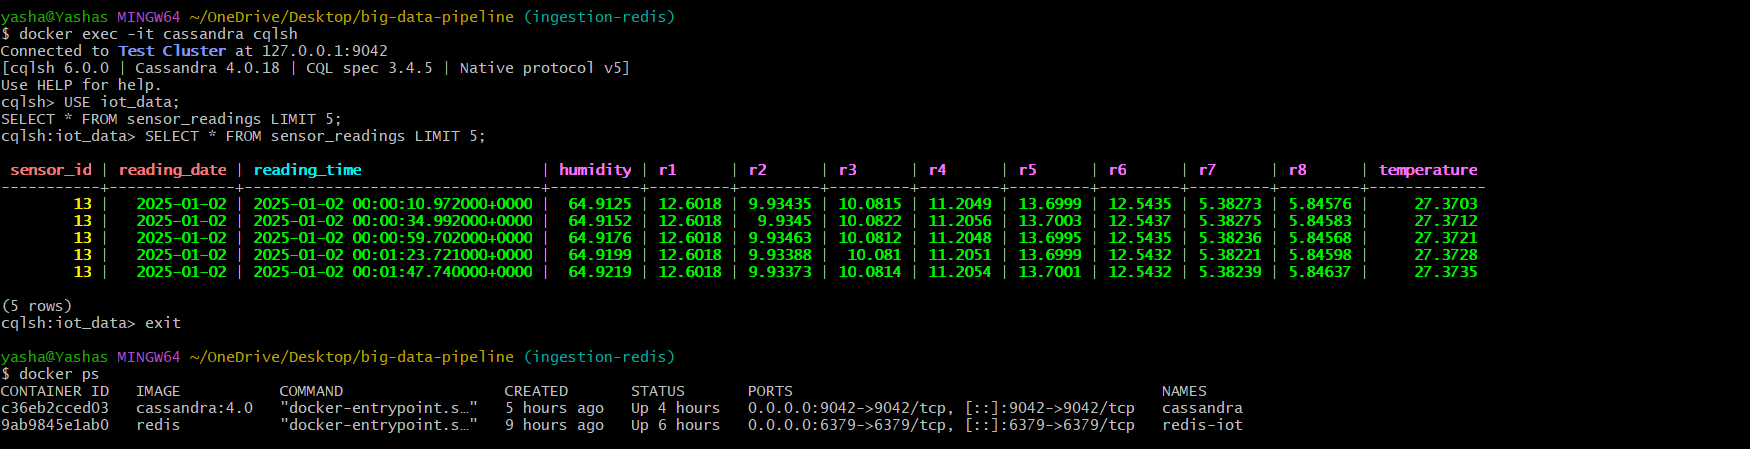 yasha@Yashas MINGW64 ~/OneDrive/Desktop/big-data-pipeline (ingestion-redis)
$ docker exec -it cassandra cqlsh
Connected to Test Cluster at 127.0.0.1:9042
[cqlsh 6.0.0 | Cassandra 4.0.18 | CQL spec 3.4.5 | Native protocol v5]
Use HELP for help.
cqlsh> USE iot_data;
SELECT * FROM sensor_readings LIMIT 5;
cqlsh:iot_data> SELECT * FROM sensor_readings LIMIT 5;
 sensor_id | reading_date | reading_time                    | humidity | r1      | r2      | r3      | r4      | r5      | r6      | r7      | r8      | temperature
-----------+--------------+---------------------------------+----------+---------+---------+---------+---------+---------+---------+---------+---------+-------------
        13 |   2025-01-02 | 2025-01-02 00:00:10.972000+0000 |  64.9125 | 12.6018 | 9.93435 | 10.0815 | 11.2049 | 13.6999 | 12.5435 | 5.38273 | 5.84576 |     27.3703
        13 |   2025-01-02 | 2025-01-02 00:00:34.992000+0000 |  64.9152 | 12.6018 |  9.9345 | 10.0822 | 11.2056 | 13.7003 | 12.5437 | 5.38275 | 5.84583 |     27.3712
        13 |   2025-01-02 | 2025-01-02 00:00:59.702000+0000 |  64.9176 | 12.6018 | 9.93463 | 10.0812 | 11.2048 | 13.6995 | 12.5435 | 5.38236 | 5.84568 |     27.3721
        13 |   2025-01-02 | 2025-01-02 00:01:23.721000+0000 |  64.9199 | 12.6018 | 9.93388 |  10.081 | 11.2051 | 13.6999 | 12.5432 | 5.38221 | 5.84598 |     27.3728
        13 |   2025-01-02 | 2025-01-02 00:01:47.740000+0000 |  64.9219 | 12.6018 | 9.93373 | 10.0814 | 11.2054 | 13.7001 | 12.5432 | 5.38239 | 5.84637 |     27.3735
(5 rows)
cqlsh:iot_data> exit
yasha@Yashas MINGW64 ~/OneDrive/Desktop/big-data-pipeline (ingestion-redis)
$ docker ps
CONTAINER ID   IMAGE           COMMAND                  CREATED       STATUS       PORTS                                         NAMES
c36eb2cced03   cassandra:4.0   "docker-entrypoint.s…"   5 hours ago   Up 4 hours   0.0.0.0:9042->9042/tcp, [::]:9042->9042/tcp   cassandra
9ab9845e1ab0   redis           "docker-entrypoint.s…"   9 hours ago   Up 6 hours   0.0.0.0:6379->6379/tcp, [::]:6379->6379/tcp   redis-iot